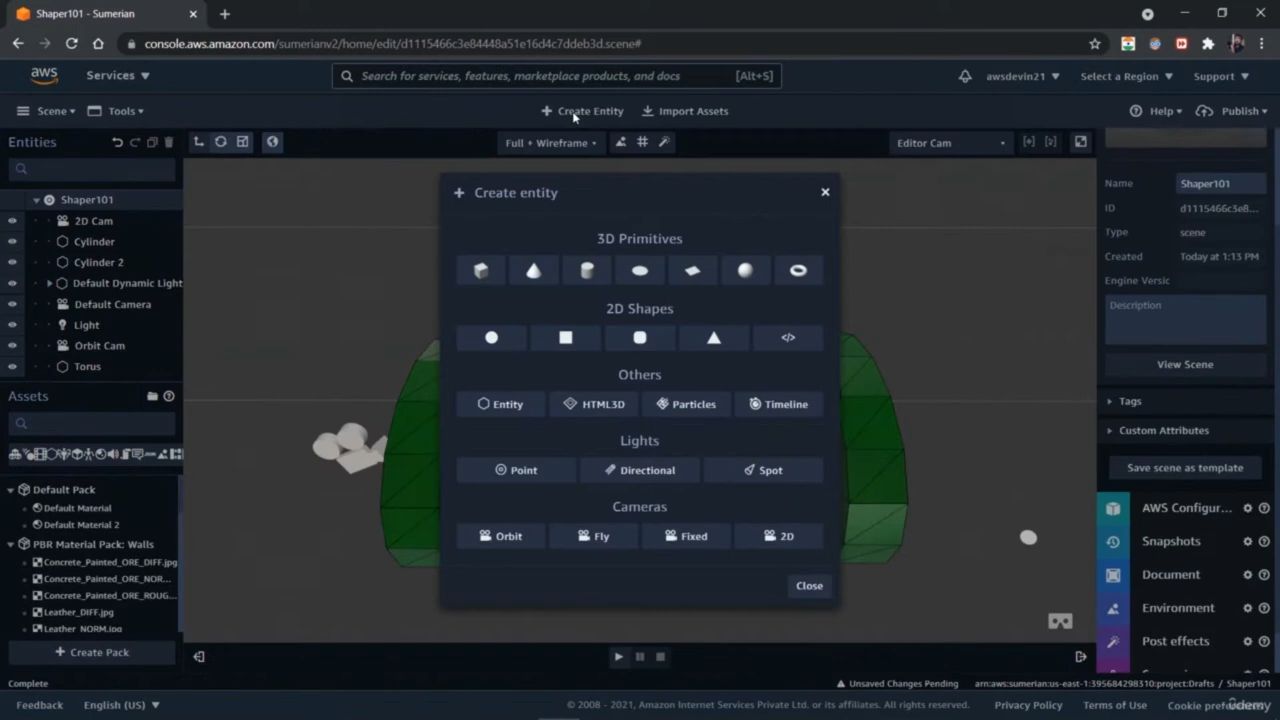 Shaper101 - Sumerian
console.aws.amazon.com/sumerianv2/home/edit/d1115466c3e84448a51e16d4c7ddeb3d.scene#
aws Services Search for services, features, marketplace products, and docs [Alt+S] awsdevin21 Select a Region Support
Scene Tools Create Entity Import Assets Help Publish
Entities Full + Wireframe Editor Cam
Shaper101
2D Cam
Cylinder
Cylinder 2
Default Dynamic Light
Default Camera
Light
Orbit Cam
Torus
Assets
Default Pack
Default Material
Default Material 2
PBR Material Pack: Walls
Concrete_Painted_ORE_DIFF.jpg
Concrete_Painted_ORE_NOR...
Concrete_Painted_ORE_ROUG...
Leather_DIFF.jpg
Leather_NORM.jpg
Create Pack
Create entity
3D Primitives
2D Shapes
</>
Others
Entity HTML3D Particles Timeline
Lights
Point Directional Spot
Cameras
Orbit Fly Fixed 2D
Close
Name Shaper101
ID d1115466c3e8...
Type scene
Created Today at 1:13 PM
Engine Versic
Description
View Scene
Tags
Custom Attributes
Save scene as template
AWS Configur...
Snapshots
Document
Environment
Post effects
Complete Unsaved Changes Pending arn:aws:sumerian:us-east-1:395684298310:project:Drafts / Shaper101
Feedback English (US) © 2008 - 2021, Amazon Internet Services Private Ltd. or its affiliates. All rights reserved. Privacy Policy Terms of Use Cookie preferences
Udemy